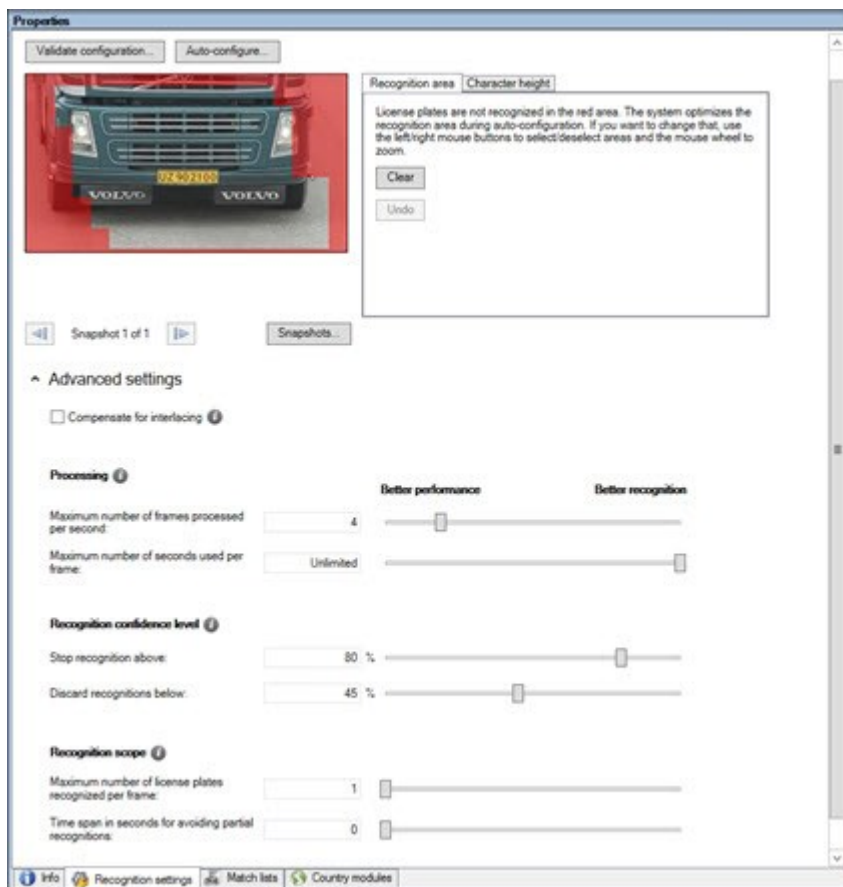 Properties
Validate configuration...
Auto-configure...
Recognition area
Character height
License plates are not recognized in the red area. The system optimizes the
recognition area during auto-configuration. If you want to change that, use
the left/right mouse buttons to select/deselect areas and the mouse wheel to
zoom.
Clear
Undo
UZ 902100
VOLVO
VOLVO
Snapshot 1 of 1
Snapshots...
Advanced settings
Compensate for interlacing
Processing
Better performance
Better recognition
Maximum number of frames processed
per second:
4
Maximum number of seconds used per
frame:
Unlimited
Recognition confidence level
Stop recognition above:
80 %
Discard recognitions below:
45 %
Recognition scope
Maximum number of license plates
recognized per frame:
1
Time span in seconds for avoiding partial
recognitions:
0
Info
Recognition settings
Match lists
Country modules